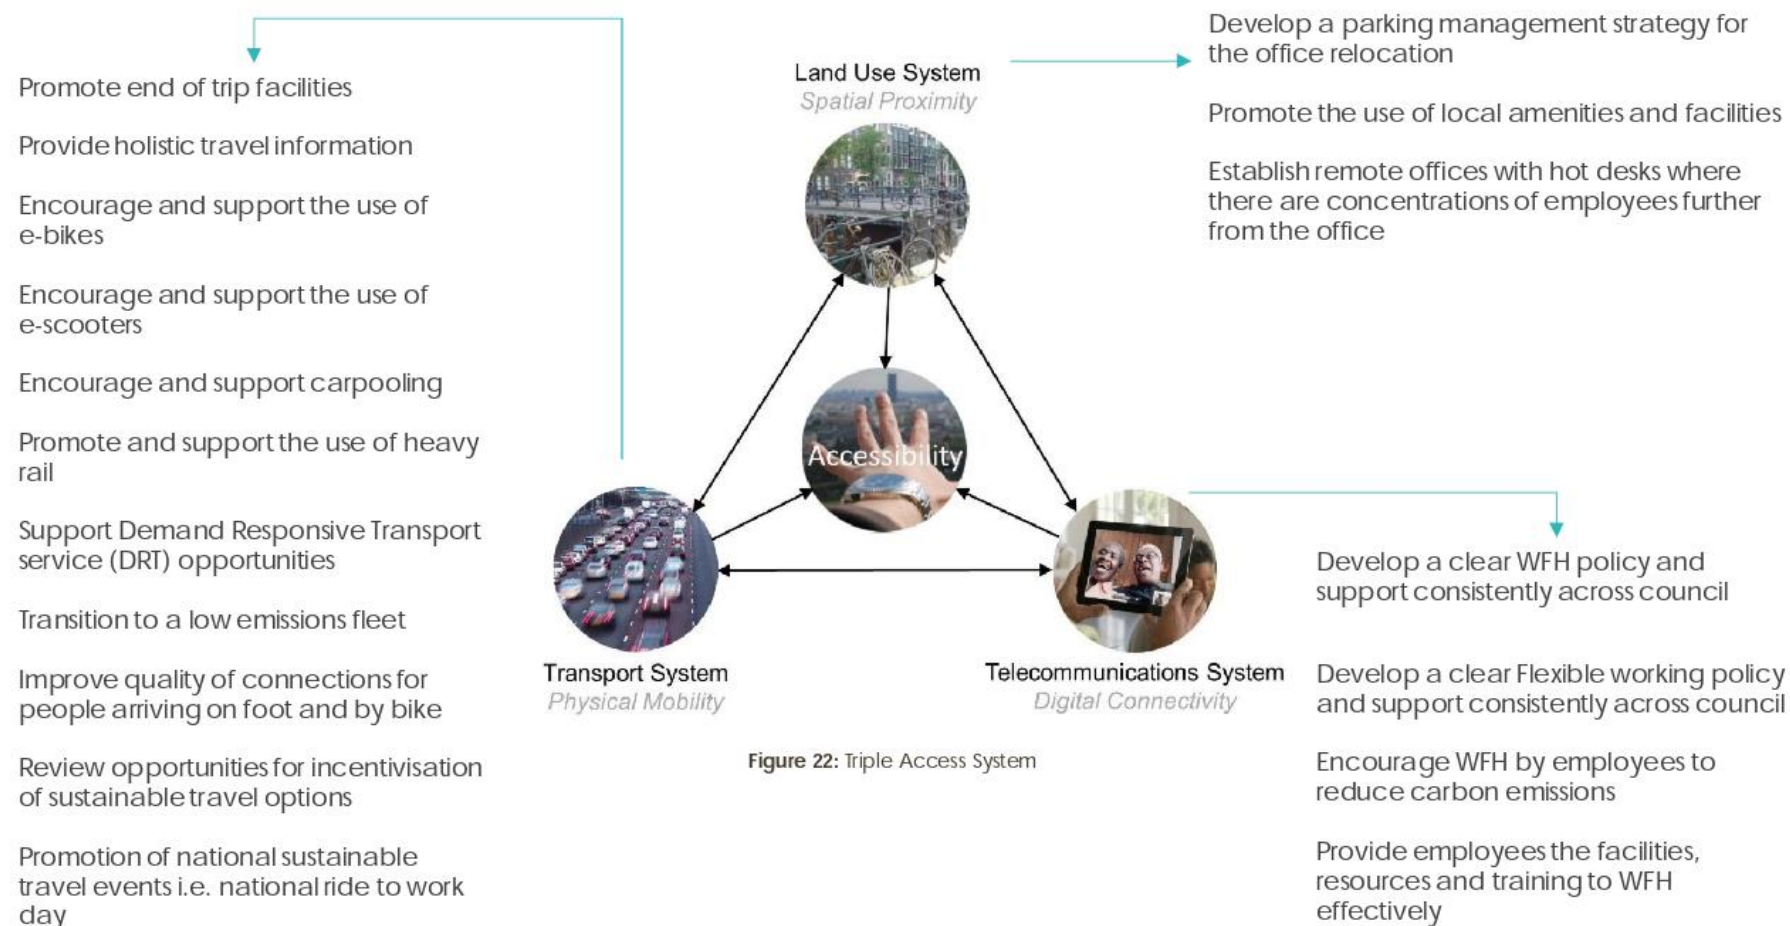 Promote end of trip facilities
Provide holistic travel information
Encourage and support the use of
e-bikes
Encourage and support the use of
e-scooters
Encourage and support carpooling
Promote and support the use of heavy
rail
Support Demand Responsive Transport
service (DRT) opportunities
Transition to a low emissions fleet
Improve quality of connections for
people arriving on foot and by bike
Review opportunities for incentivisation
of sustainable travel options
Promotion of national sustainable
travel events i.e. national ride to work
day
Land Use System
Spatial Proximity
Accessibility
Transport System
Physical Mobility
Telecommunications System
Digital Connectivity
Figure 22: Triple Access System
Develop a parking management strategy for
the office relocation
Promote the use of local amenities and facilities
Establish remote offices with hot desks where
there are concentrations of employees further
from the office
Develop a clear WFH policy and
support consistently across council
Develop a clear Flexible working policy
and support consistently across council
Encourage WFH by employees to
reduce carbon emissions
Provide employees the facilities,
resources and training to WFH
effectively